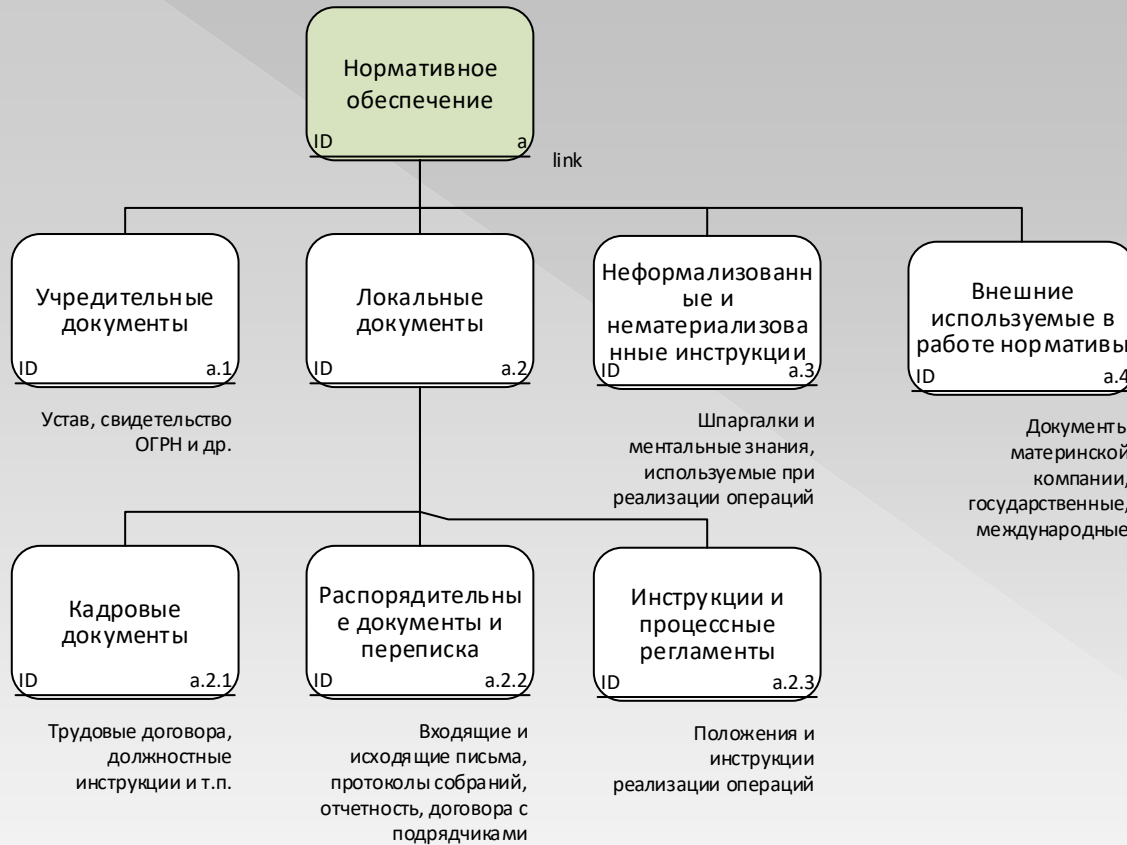 Нормативное
обеспечение
ID a
link
Учредительные
документы
ID a.1
Устав, свидетельство
ОГРН и др.
Локальные
документы
ID a.2
Неформализованн
ые и
нематериализова
нные инструкции
ID a.3
Шпаргалки и
ментальные знания,
используемые при
реализации операций
Внешние
используемые в
работе нормативы
ID a.4
Документы
материнской
компании,
государственные,
международные
Кадровые
документы
ID a.2.1
Трудовые договора,
должностные
инструкции и т.п.
Распорядительны
е документы и
переписка
ID a.2.2
Входящие и
исходящие письма,
протоколы собраний,
отчетность, договора с
подрядчиками
Инструкции и
процессные
регламенты
ID a.2.3
Положения и
инструкции
реализации операций